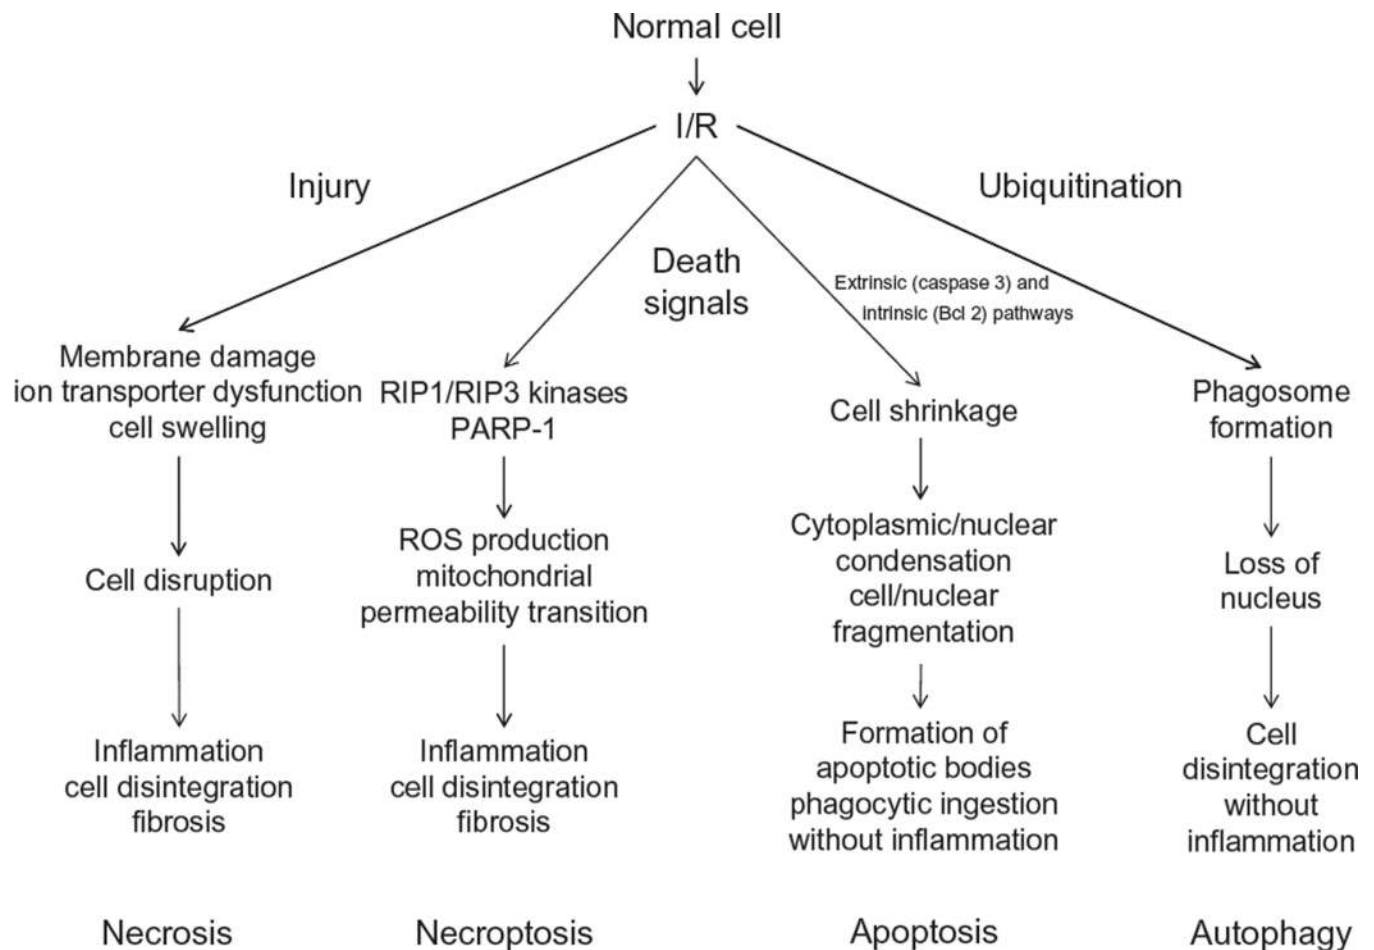 Normal cell
I/R
Injury
Ubiquitination
Death
signals
Extrinsic (caspase 3) and
intrinsic (Bcl 2) pathways
Membrane damage
ion transporter dysfunction
cell swelling
Cell disruption
Inflammation
cell disintegration
fibrosis
Necrosis
RIP1/RIP3 kinases
PARP-1
ROS production
mitochondrial
permeability transition
Inflammation
cell disintegration
fibrosis
Necroptosis
Cell shrinkage
Cytoplasmic/nuclear
condensation
cell/nuclear
fragmentation
Formation of
apoptotic bodies
phagocytic ingestion
without inflammation
Apoptosis
Phagosome
formation
Loss of
nucleus
Cell
disintegration
without
inflammation
Autophagy